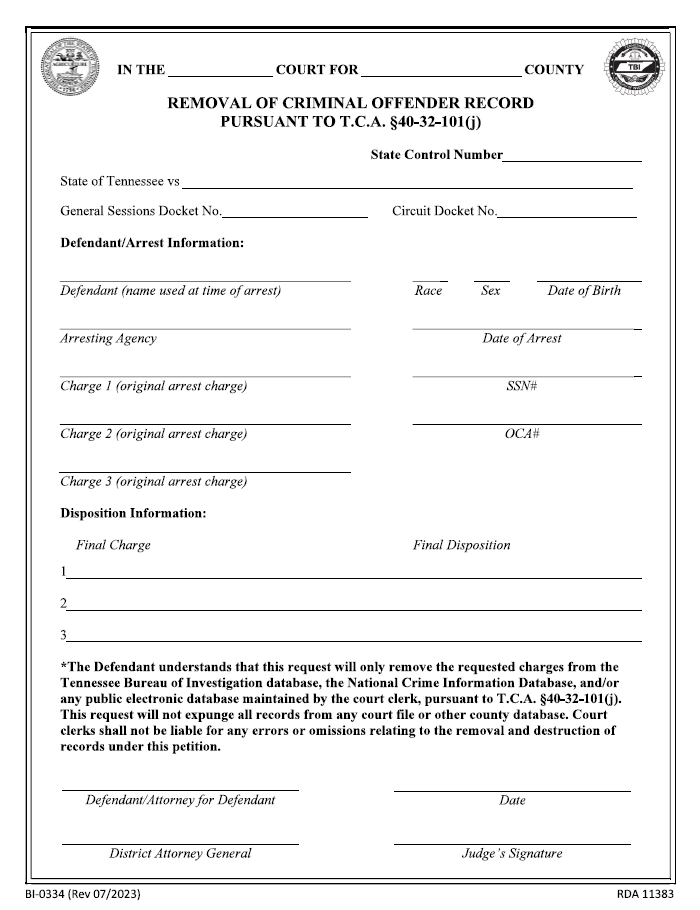 IN THE ______________ COURT FOR ______________________ COUNTY
TBI
REMOVAL OF CRIMINAL OFFENDER RECORD
PURSUANT TO T.C.A. §40-32-101(j)
State Control Number___________________
State of Tennessee vs ______________________________
General Sessions Docket No.____________________ Circuit Docket No.___________________
Defendant/Arrest Information:
Defendant (name used at time of arrest) Race Sex Date of Birth
Arresting Agency Date of Arrest
Charge 1 (original arrest charge) SSN#
Charge 2 (original arrest charge) OCA#
Charge 3 (original arrest charge)
Disposition Information:
Final Charge Final Disposition
1
2
3
*The Defendant understands that this request will only remove the requested charges from the
Tennessee Bureau of Investigation database, the National Crime Information Database, and/or
any public electronic database maintained by the court clerk, pursuant to T.C.A. §40-32-101(j).
This request will not expunge all records from any court file or other county database. Court
clerks shall not be liable for any errors or omissions relating to the removal and destruction of
records under this petition.
Defendant/Attorney for Defendant Date
District Attorney General Judge's Signature
BI-0334 (Rev 07/2023) RDA 11383